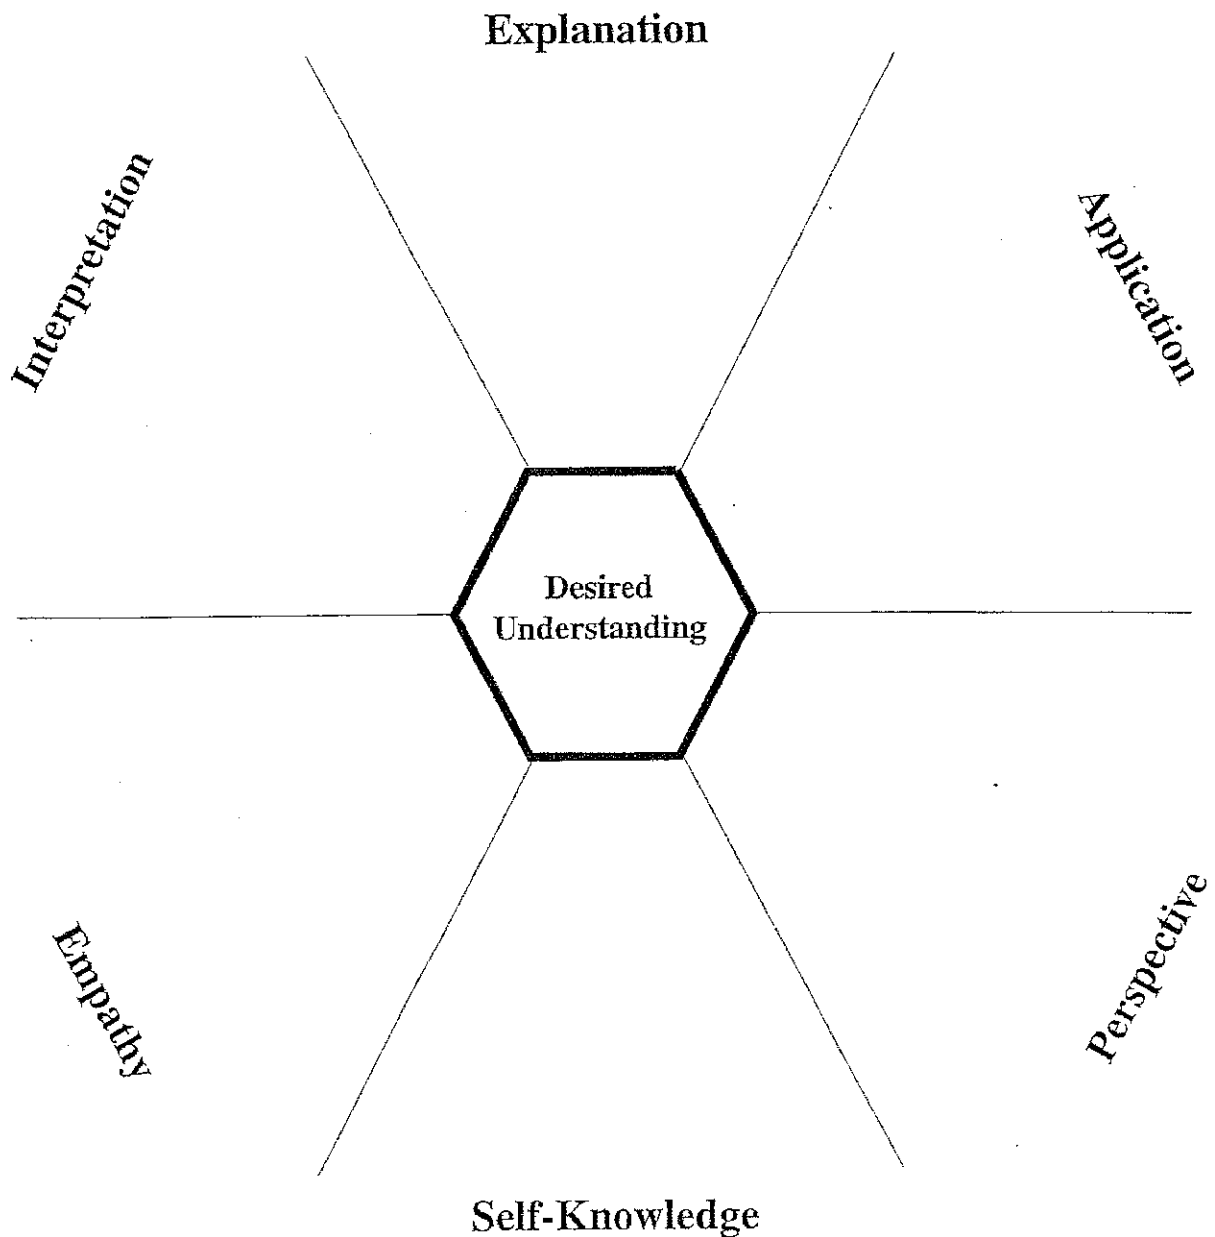 Explanation
Interpretation
Application
Desired
Understanding
Empathy
Perspective
Self-Knowledge